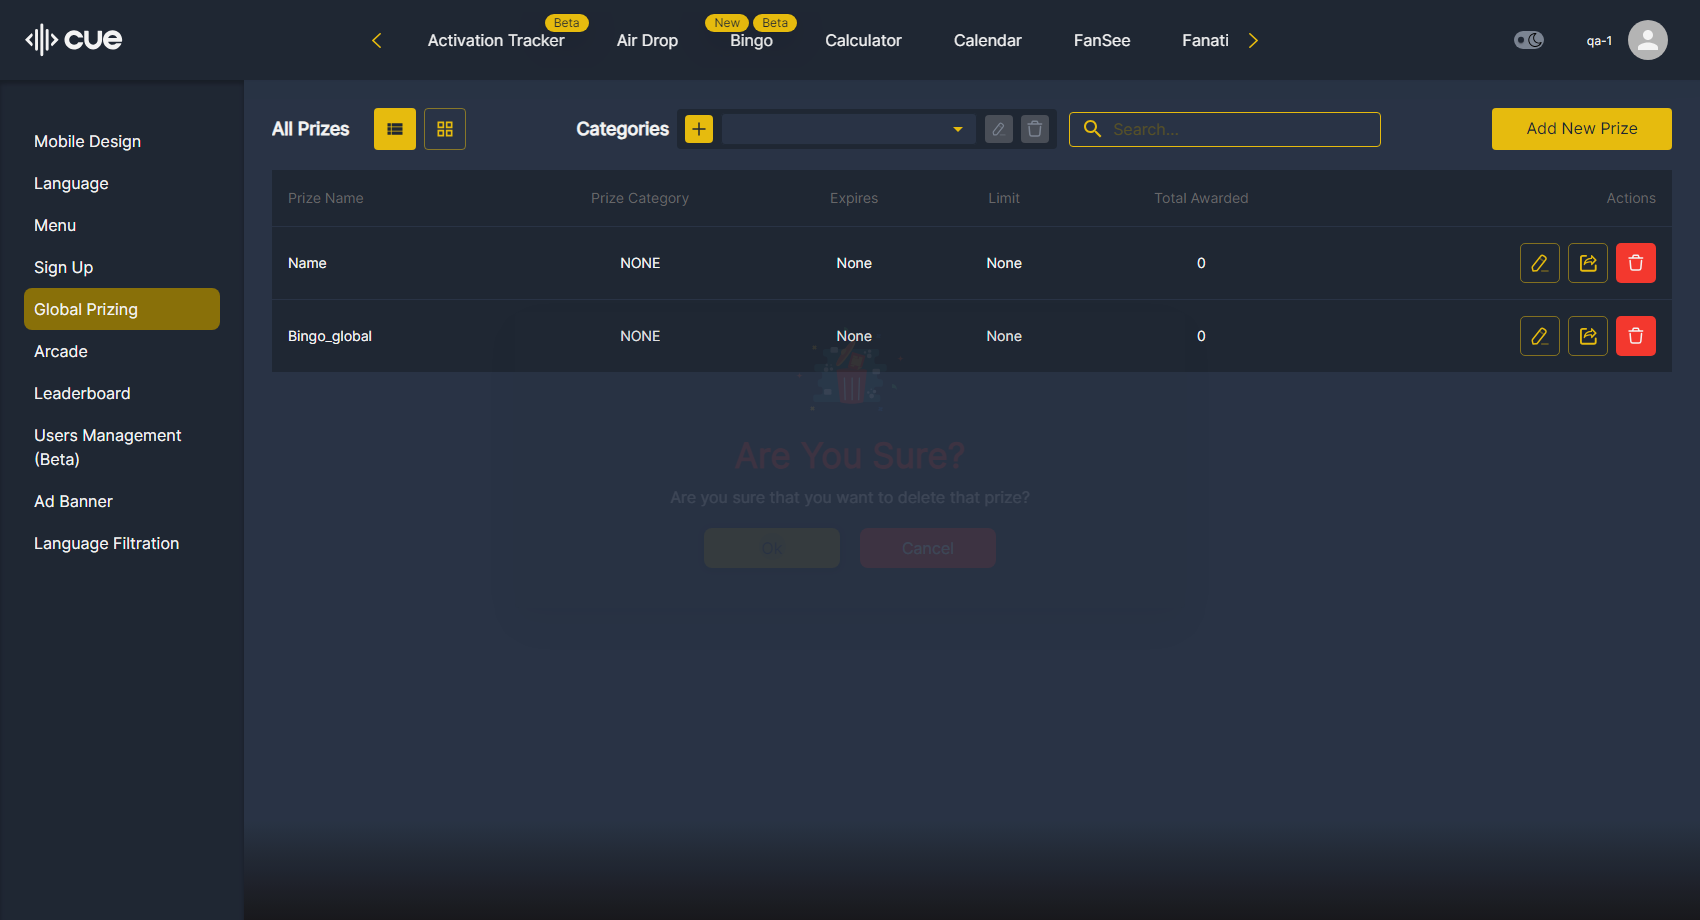 cue
Activation Tracker
Beta
Air Drop
New
Beta
Bingo
Calculator
Calendar
FanSee
Fanati
qa-1
Mobile Design
Language
Menu
Sign Up
Global Prizing
Arcade
Leaderboard
Users Management
(Beta)
Ad Banner
Language Filtration
All Prizes
Categories
Search...
Add New Prize
Prize Name Prize Category Expires Limit Total Awarded Actions
Name NONE None None 0
Bingo_global NONE None None 0
Are You Sure?
Are you sure that you want to delete that prize?
Ok
Cancel